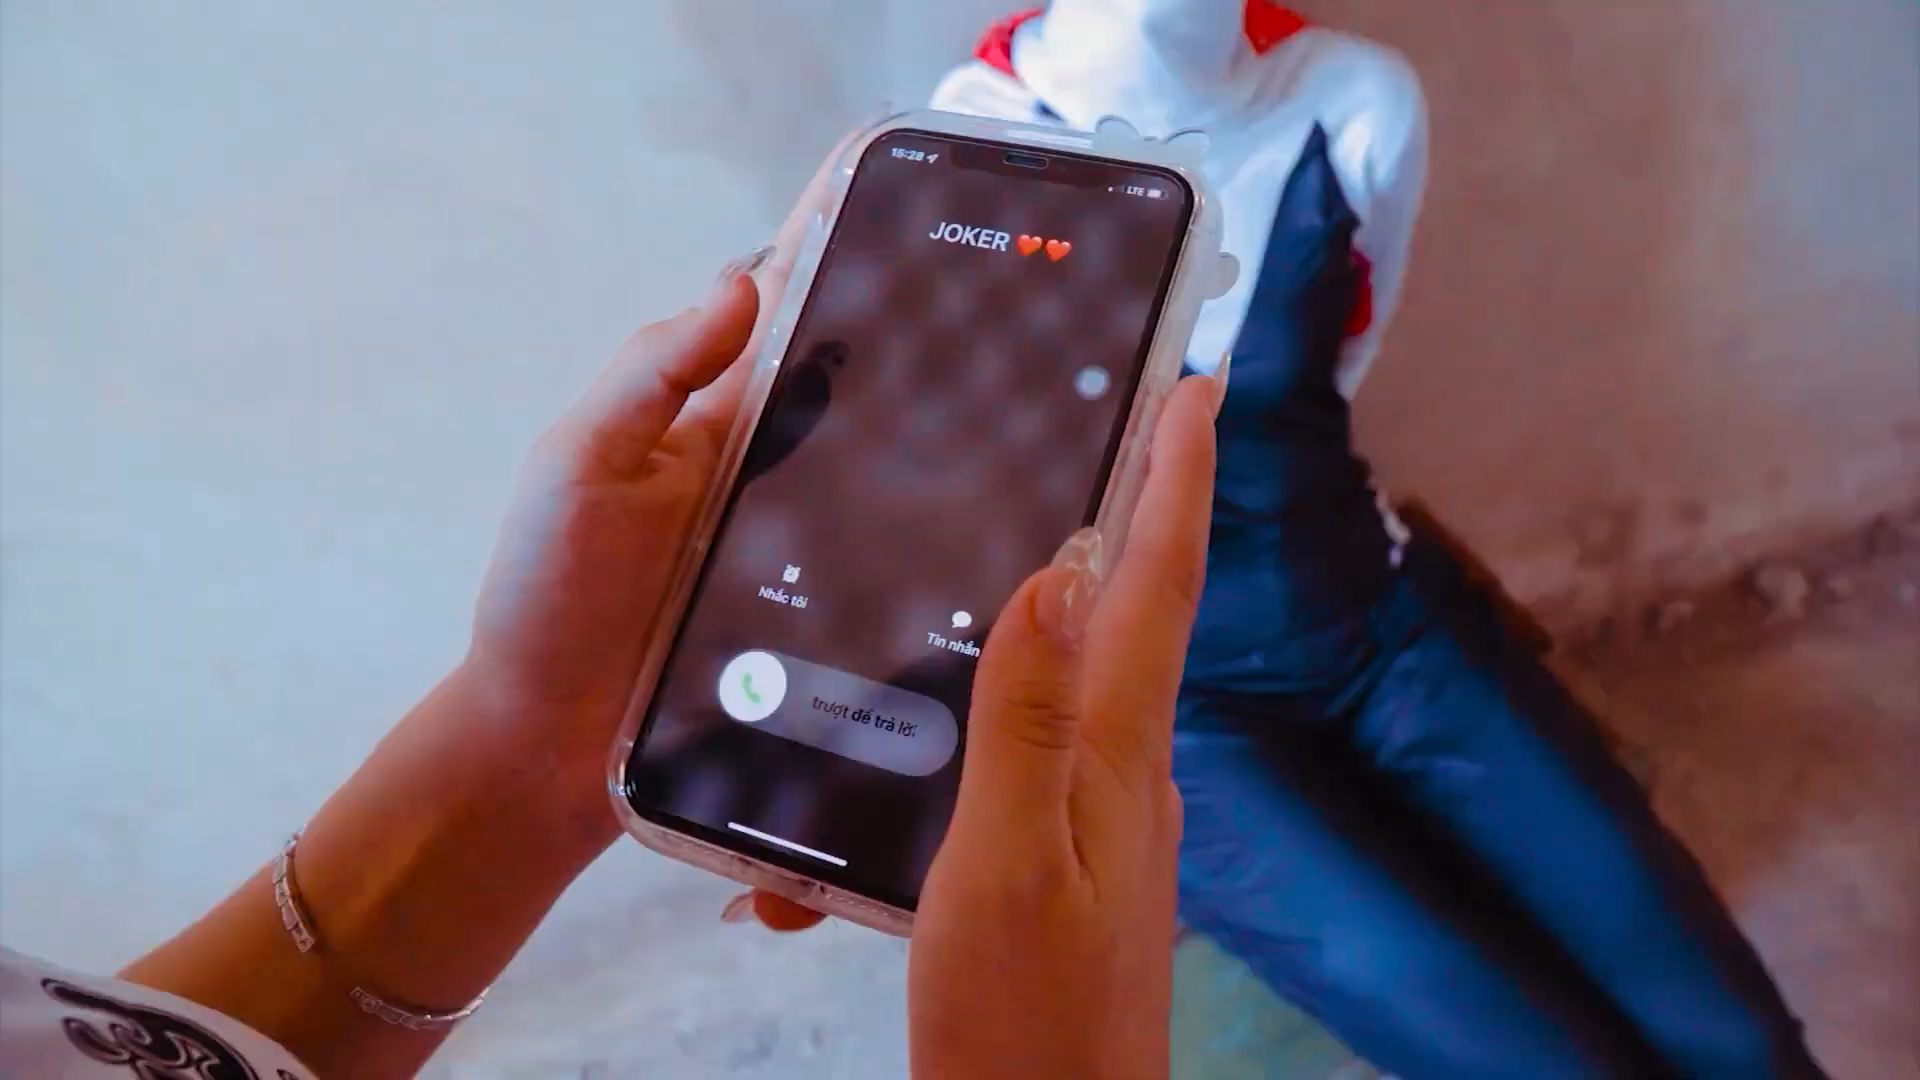 15:28
LTE
JOKER ❤️❤️
Nhắc tôi
Tin nhắn
trượt để trả lời